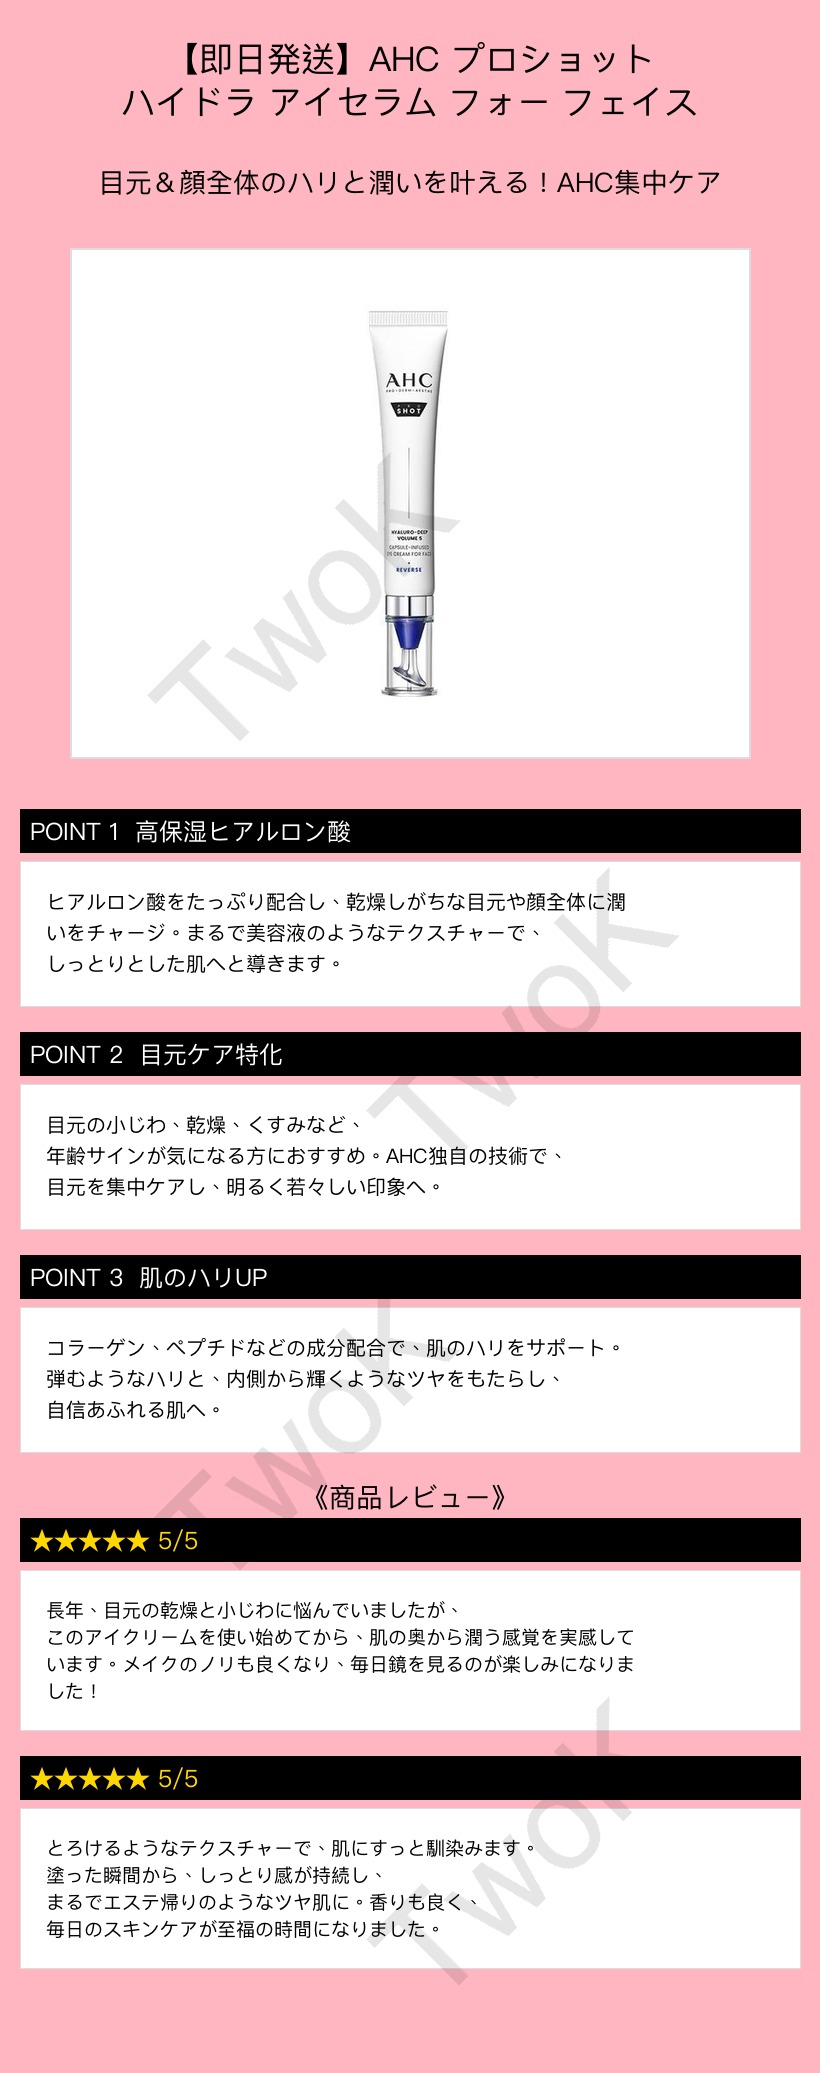 【即日発送】AHC プロショット
ハイドラ アイセラム フォー フェイス
目元＆顔全体のハリと潤いを叶える！AHC集中ケア
AHC
PRO·DERM·AESTHE
PRO
SHOT
HYALURO-DEEP
VOLUME 5
CAPSULE-INFUSED
EYE CREAM FOR FACE
+
REVERSE
TwoK
POINT 1 高保湿ヒアルロン酸
ヒアルロン酸をたっぷり配合し、乾燥しがちな目元や顔全体に潤
いをチャージ。まるで美容液のようなテクスチャーで、
しっとりとした肌へと導きます。
TwoK
POINT 2 目元ケア特化
目元の小じわ、乾燥、くすみなど、
年齢サインが気になる方におすすめ。AHC独自の技術で、
目元を集中ケアし、明るく若々しい印象へ。
POINT 3 肌のハリUP
コラーゲン、ペプチドなどの成分配合で、肌のハリをサポート。
弾むようなハリと、内側から輝くようなツヤをもたらし、
自信あふれる肌へ。
TwoK
《商品レビュー》
★★★★★ 5/5
長年、目元の乾燥と小じわに悩んでいましたが、
このアイクリームを使い始めてから、肌の奥から潤う感覚を実感して
います。メイクのノリも良くなり、毎日鏡を見るのが楽しみになりま
した！
★★★★★ 5/5
とろけるようなテクスチャーで、肌にすっと馴染みます。
塗った瞬間から、しっとり感が持続し、
まるでエステ帰りのようなツヤ肌に。香りも良く、
毎日のスキンケアが至福の時間になりました。
TwoK